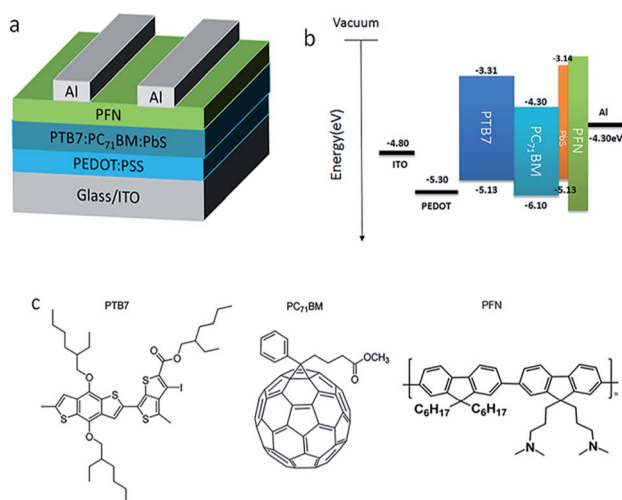 a
Al
Al
PFN
PTB7:PC₇₁BM:PbS
PEDOT:PSS
Glass/ITO
b
Vacuum
Energy(eV)
-4.80
ITO
-5.30
PEDOT
-3.31
PTB7
-5.13
-4.30
PC₇₁BM
-6.10
-3.14
PbS
-5.13
PFN
Al
-4.30eV
c
PTB7
S
S
O
O
S
S
I
O
O
PC₇₁BM
OCH₃
O
PFN
C₆H₁₇
C₆H₁₇
N
N
n